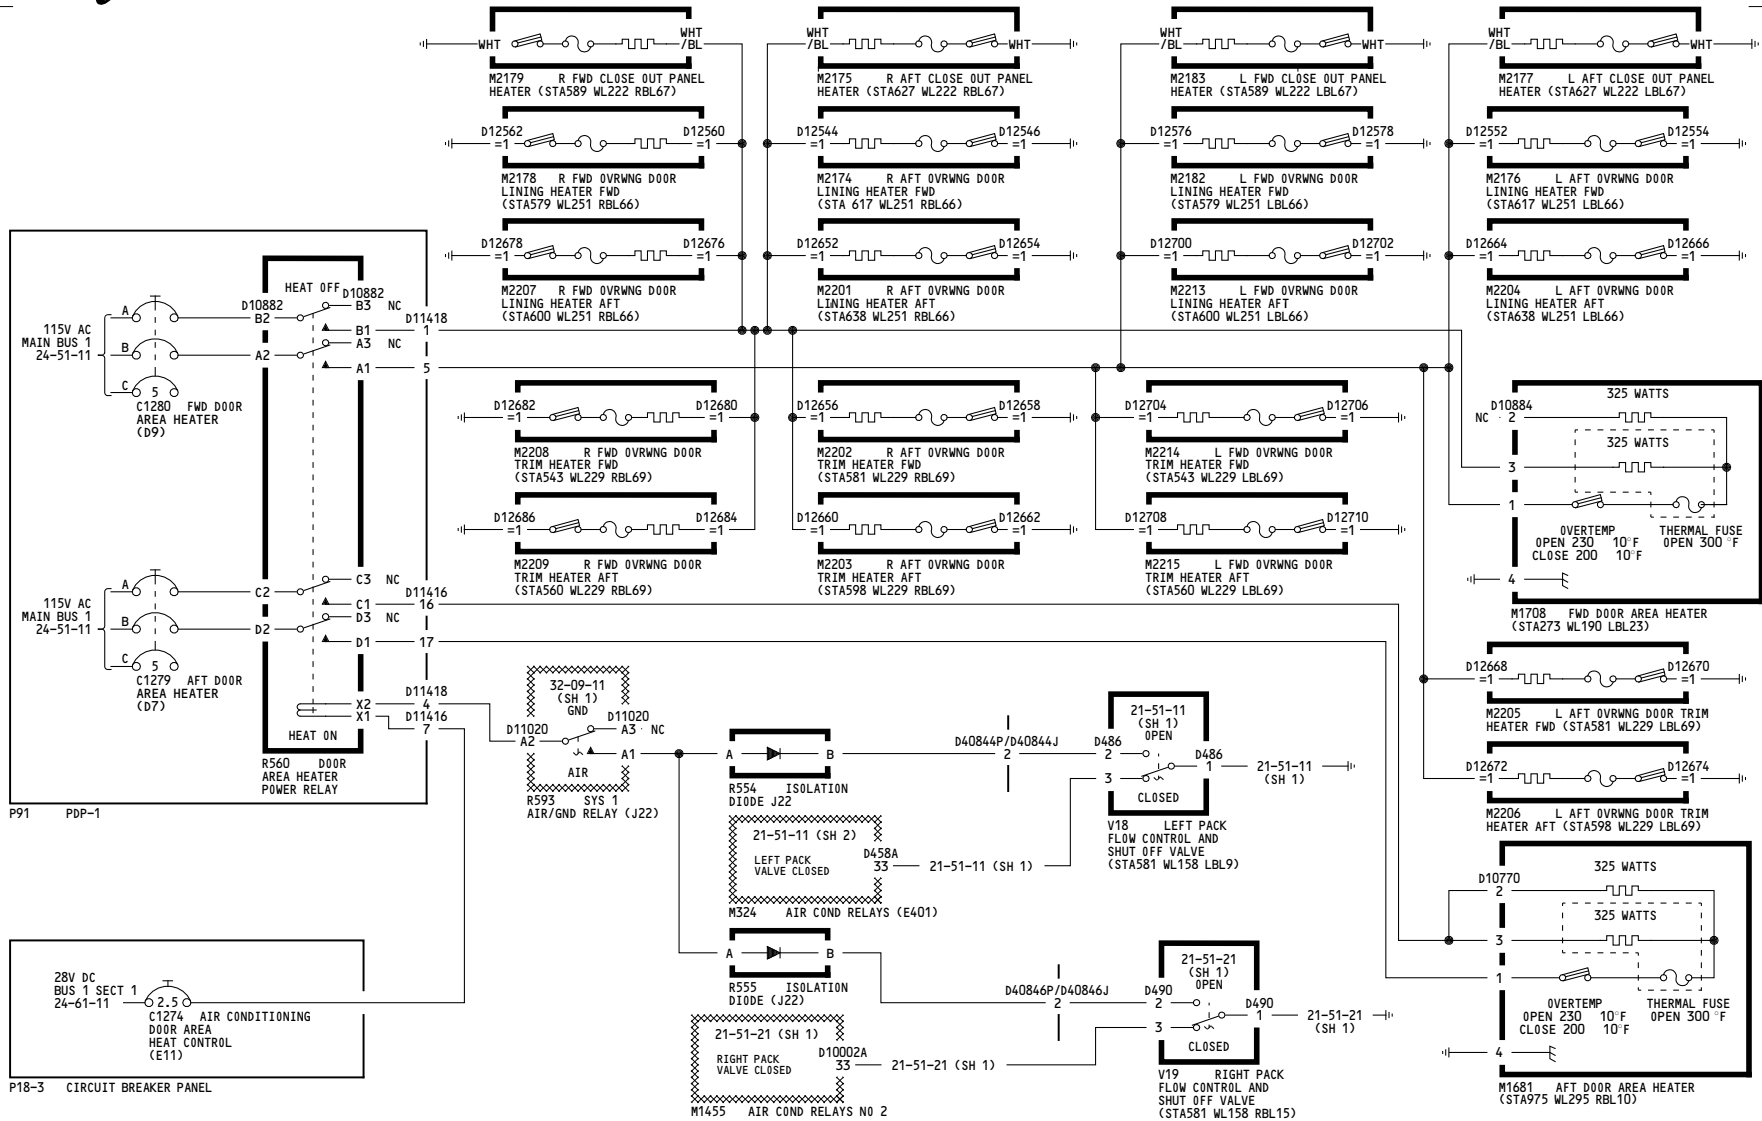 WHT
WHT
/BL
M2179 R FWD CLOSE OUT PANEL
HEATER (STA589 WL222 RBL67)
WHT
/BL
WHT
M2175 R AFT CLOSE OUT PANEL
HEATER (STA627 WL222 RBL67)
WHT
/BL
WHT
M2183 L FWD CLOSE OUT PANEL
HEATER (STA589 WL222 LBL67)
WHT
/BL
WHT
M2177 L AFT CLOSE OUT PANEL
HEATER (STA627 WL222 LBL67)
D12562
=1
D12560
=1
M2178 R FWD OVRWNG DOOR
LINING HEATER FWD
(STA579 WL251 RBL66)
D12544
=1
D12546
=1
M2174 R AFT OVRWNG DOOR
LINING HEATER FWD
(STA 617 WL251 RBL66)
D12576
=1
D12578
=1
M2182 L FWD OVRWNG DOOR
LINING HEATER FWD
(STA579 WL251 LBL66)
D12552
=1
D12554
=1
M2176 L AFT OVRWNG DOOR
LINING HEATER FWD
(STA617 WL251 LBL66)
D12678
=1
D12676
=1
M2207 R FWD OVRWNG DOOR
LINING HEATER AFT
(STA600 WL251 RBL66)
D12652
=1
D12654
=1
M2201 R AFT OVRWNG DOOR
LINING HEATER AFT
(STA638 WL251 RBL66)
D12700
=1
D12702
=1
M2213 L FWD OVRWNG DOOR
LINING HEATER AFT
(STA600 WL251 LBL66)
D12664
=1
D12666
=1
M2204 L AFT OVRWNG DOOR
LINING HEATER AFT
(STA638 WL251 LBL66)
115V AC
MAIN BUS 1
24-51-11
A
B
C
5
C1280 FWD DOOR
AREA HEATER
(D9)
D10882
B2
A2
HEAT OFF
D10882
B3 NC
B1
A3 NC
A1
D11418
1
5
D12682
=1
D12680
=1
M2208 R FWD OVRWNG DOOR
TRIM HEATER FWD
(STA543 WL229 RBL69)
D12656
=1
D12658
=1
M2202 R AFT OVRWNG DOOR
TRIM HEATER FWD
(STA581 WL229 RBL69)
D12704
=1
D12706
=1
M2214 L FWD OVRWNG DOOR
TRIM HEATER FWD
(STA543 WL229 LBL69)
D12686
=1
D12684
=1
M2209 R FWD OVRWNG DOOR
TRIM HEATER AFT
(STA560 WL229 RBL69)
D12660
=1
D12662
=1
M2203 R AFT OVRWNG DOOR
TRIM HEATER AFT
(STA598 WL229 RBL69)
D12708
=1
D12710
=1
M2215 L FWD OVRWNG DOOR
TRIM HEATER AFT
(STA560 WL229 LBL69)
D10884
NC 2
3
1
4
325 WATTS
325 WATTS
OVERTEMP
OPEN 230 10°F
CLOSE 200 10°F
THERMAL FUSE
OPEN 300 °F
M1708 FWD DOOR AREA HEATER
(STA273 WL190 LBL23)
115V AC
MAIN BUS 1
24-51-11
A
B
C
5
C1279 AFT DOOR
AREA HEATER
(D7)
C2
D2
C3 NC
C1
D3 NC
D1
D11416
16
17
X2
X1
D11418
4
D11416
7
HEAT ON
R560 DOOR
AREA HEATER
POWER RELAY
P91 PDP-1
32-09-11
(SH 1)
GND
D11020
A2
D11020
A3 NC
A1
AIR
R593 SYS 1
AIR/GND RELAY (J22)
A
B
R554 ISOLATION
DIODE J22
D40844P/D40844J
2
21-51-11
(SH 1)
OPEN
D486
2
3
D486
1
CLOSED
21-51-11
(SH 1)
V18 LEFT PACK
FLOW CONTROL AND
SHUT OFF VALVE
(STA581 WL158 LBL9)
21-51-11 (SH 2)
LEFT PACK
VALVE CLOSED
D458A
33
21-51-11 (SH 1)
M324 AIR COND RELAYS (E401)
D12668
=1
D12670
=1
M2205 L AFT OVRWNG DOOR TRIM
HEATER FWD (STA581 WL229 LBL69)
D12672
=1
D12674
=1
M2206 L AFT OVRWNG DOOR TRIM
HEATER AFT (STA598 WL229 LBL69)
D10770
2
3
1
4
325 WATTS
325 WATTS
OVERTEMP
OPEN 230 10°F
CLOSE 200 10°F
THERMAL FUSE
OPEN 300 °F
M1681 AFT DOOR AREA HEATER
(STA975 WL295 RBL10)
A
B
R555 ISOLATION
DIODE (J22)
D40846P/D40846J
2
21-51-21
(SH 1)
OPEN
D490
2
3
D490
1
CLOSED
21-51-21
(SH 1)
V19 RIGHT PACK
FLOW CONTROL AND
SHUT OFF VALVE
(STA581 WL158 RBL15)
21-51-21 (SH 1)
RIGHT PACK
VALVE CLOSED
D10002A
33
21-51-21 (SH 1)
M1455 AIR COND RELAYS NO 2
28V DC
BUS 1 SECT 1
24-61-11
2.5
C1274 AIR CONDITIONING
DOOR AREA
HEAT CONTROL
(E11)
P18-3 CIRCUIT BREAKER PANEL